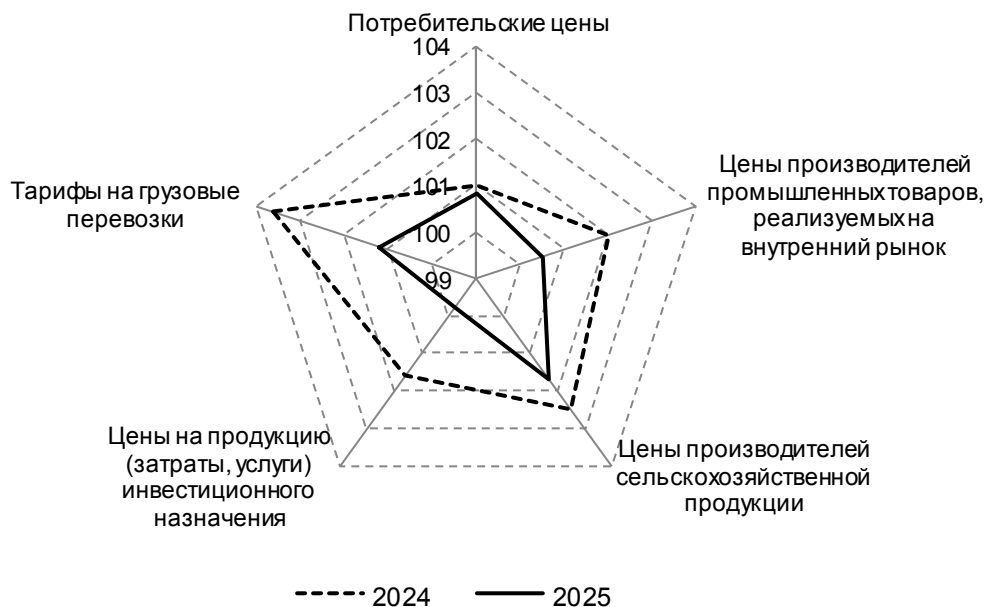 Потребительские цены
104
103
102
101
100
99
Цены производителей
промышленных товаров,
реализуемых на
внутренний рынок
Тарифы на грузовые
перевозки
Цены на продукцию
(затраты, услуги)
инвестиционного
назначения
Цены производителей
сельскохозяйственной
продукции
2024 2025